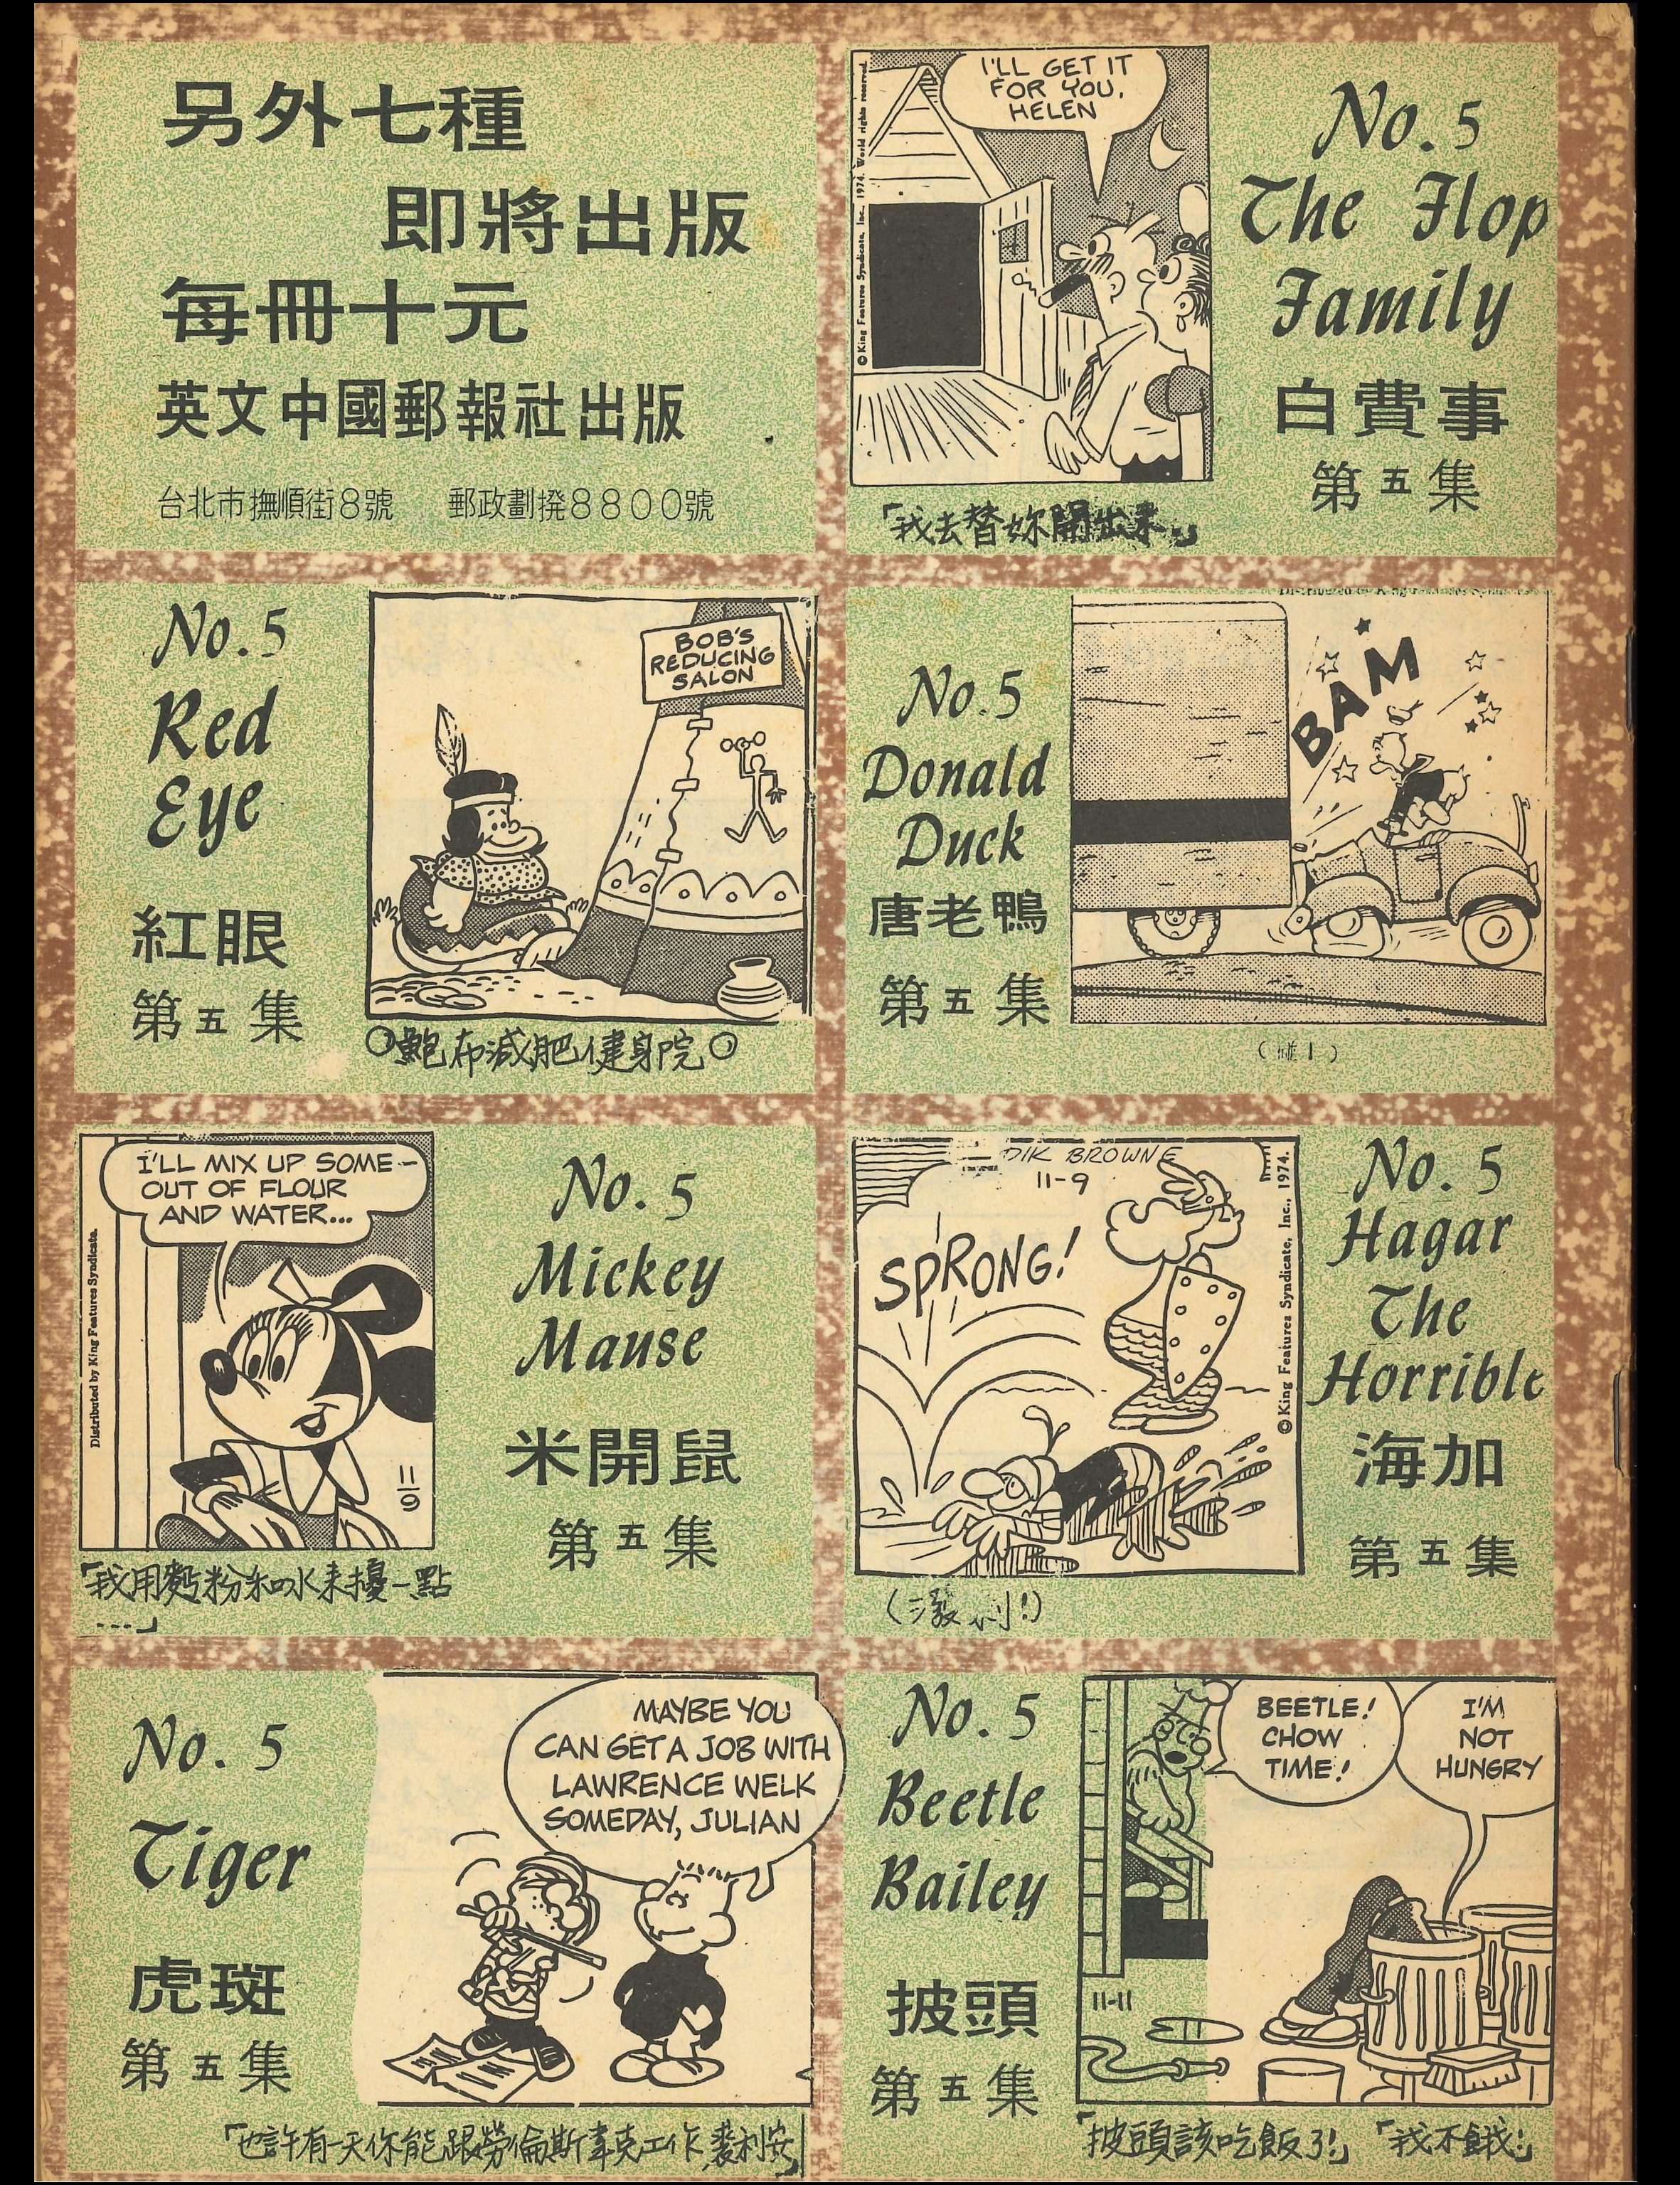 另外七種
即將出版
每冊十元
英文中國郵報社出版
台北市撫順街8號　郵政劃撥8800號
I'LL GET IT
FOR YOU,
HELEN
© King Features Syndicate, Inc., 1974. World rights reserved.
「我去替妳開出來」
No. 5
The Flop
Family
白費事
第五集
No. 5
Red
Eye
紅眼
第五集
BOB'S
REDUCING
SALON
鮑布減肥健身院
No. 5
Donald
Duck
唐老鴨
第五集
BAM
I'LL MIX UP SOME—
OUT OF FLOUR
AND WATER...
Distributed by King Features Syndicate.
11/9
「我用麪粉和水來擾一點
....」
No. 5
Mickey
Mause
米開鼠
第五集
DIK BROWNE
11-9
SPRONG!
© King Features Syndicate, Inc., 1974.
(潑剌!)
No. 5
Hagar
The
Horrible
海加
第五集
No. 5
Tiger
虎斑
第五集
MAYBE YOU
CAN GET A JOB WITH
LAWRENCE WELK
SOMEDAY, JULIAN
「也許有一天你能跟勞倫斯韋克工作,裘利安」
No. 5
Beetle
Bailey
披頭
第五集
BEETLE!
CHOW
TIME!
I'M
NOT
HUNGRY
11-11
「披頭該吃飯了!」「我不餓!」